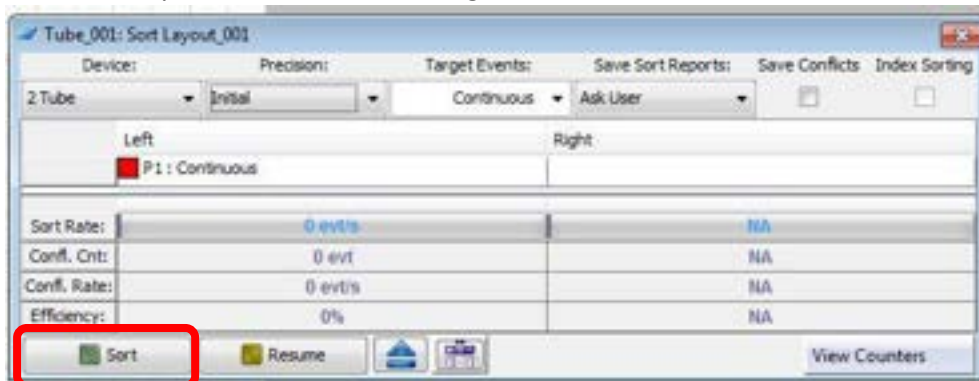 Tube_001: Sort Layout_001
Device: Precision: Target Events: Save Sort Reports: Save Conflicts Index Sorting
2 Tube Initial Continuous Ask User
Left Right
P1 : Continuous
Sort Rate: 0 evt/s NA
Confl. Cnt: 0 evt NA
Confl. Rate: 0 evt/s NA
Efficiency: 0% NA
Sort Resume View Counters